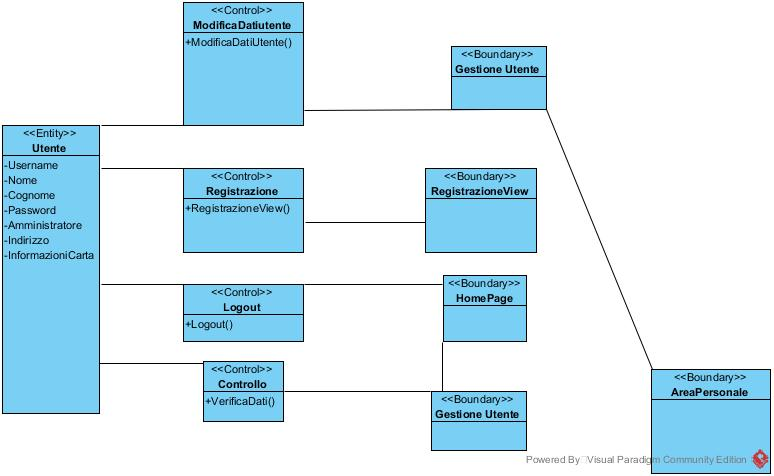 <<Control>>
ModificaDatiutente
+ModificaDatiUtente()
<<Boundary>>
Gestione Utente
<<Entity>>
Utente
-Username
-Nome
-Cognome
-Password
-Amministratore
-Indirizzo
-InformazioniCarta
<<Control>>
Registrazione
+RegistrazioneView()
<<Boundary>>
RegistrazioneView
<<Control>>
Logout
+Logout()
<<Boundary>>
HomePage
<<Control>>
Controllo
+VerificaDati()
<<Boundary>>
Gestione Utente
<<Boundary>>
AreaPersonale
Powered By Visual Paradigm Community Edition